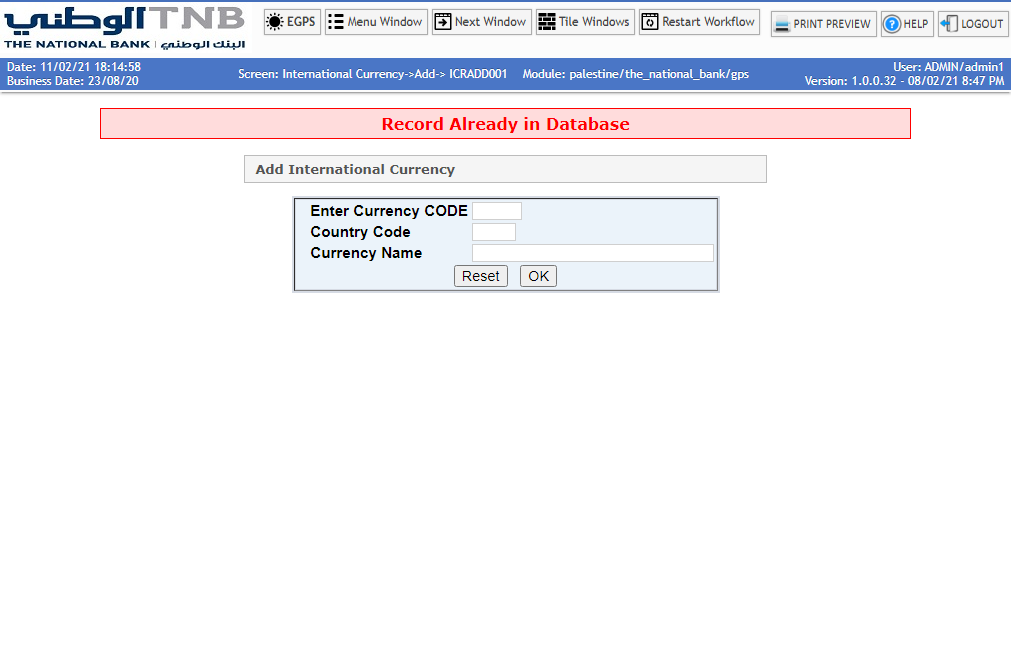 الوطني TNB
THE NATIONAL BANK | البنك الوطني
EGPS
Menu Window
Next Window
Tile Windows
Restart Workflow
PRINT PREVIEW
HELP
LOGOUT
Date: 11/02/21 18:14:58
Business Date: 23/08/20
Screen: International Currency->Add-> ICRADD001 Module: palestine/the_national_bank/gps
User: ADMIN/admin1
Version: 1.0.0.32 - 08/02/21 8:47 PM
Record Already in Database
Add International Currency
Enter Currency CODE
Country Code
Currency Name
Reset OK